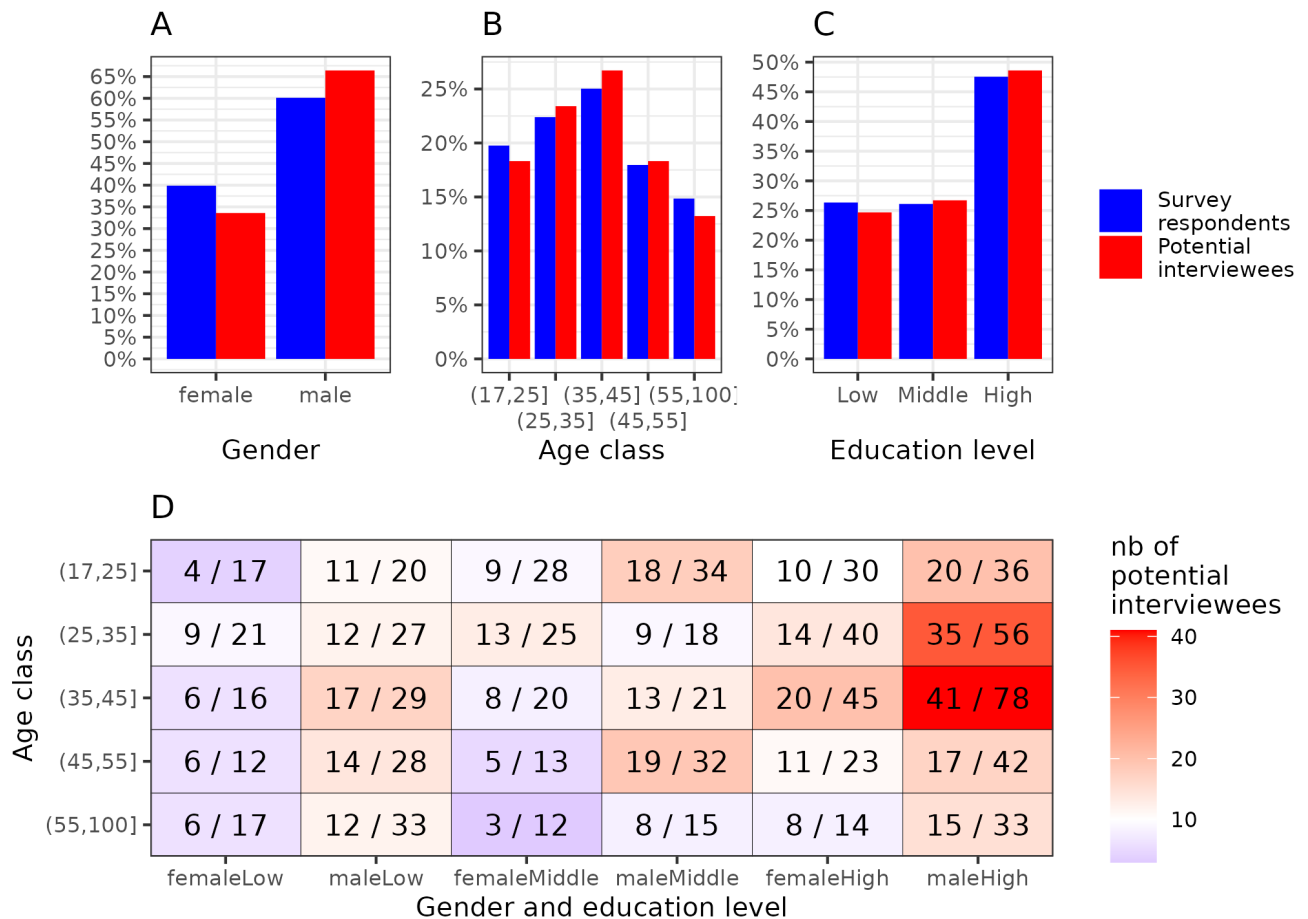 A
65%
60%
55%
50%
45%
40%
35%
30%
25%
20%
15%
10%
5%
0%
female male
Gender
B
25%
20%
15%
10%
5%
0%
(17,25] (35,45] (55,100]
(25,35] (45,55]
Age class
C
50%
45%
40%
35%
30%
25%
20%
15%
10%
5%
0%
Low Middle High
Education level
Survey
respondents
Potential
interviewees
D
Age class
(17,25] 4 / 17 11 / 20 9 / 28 18 / 34 10 / 30 20 / 36
(25,35] 9 / 21 12 / 27 13 / 25 9 / 18 14 / 40 35 / 56
(35,45] 6 / 16 17 / 29 8 / 20 13 / 21 20 / 45 41 / 78
(45,55] 6 / 12 14 / 28 5 / 13 19 / 32 11 / 23 17 / 42
(55,100] 6 / 17 12 / 33 3 / 12 8 / 15 8 / 14 15 / 33
femaleLow maleLow femaleMiddle maleMiddle femaleHigh maleHigh
Gender and education level
nb of
potential
interviewees
40
30
20
10